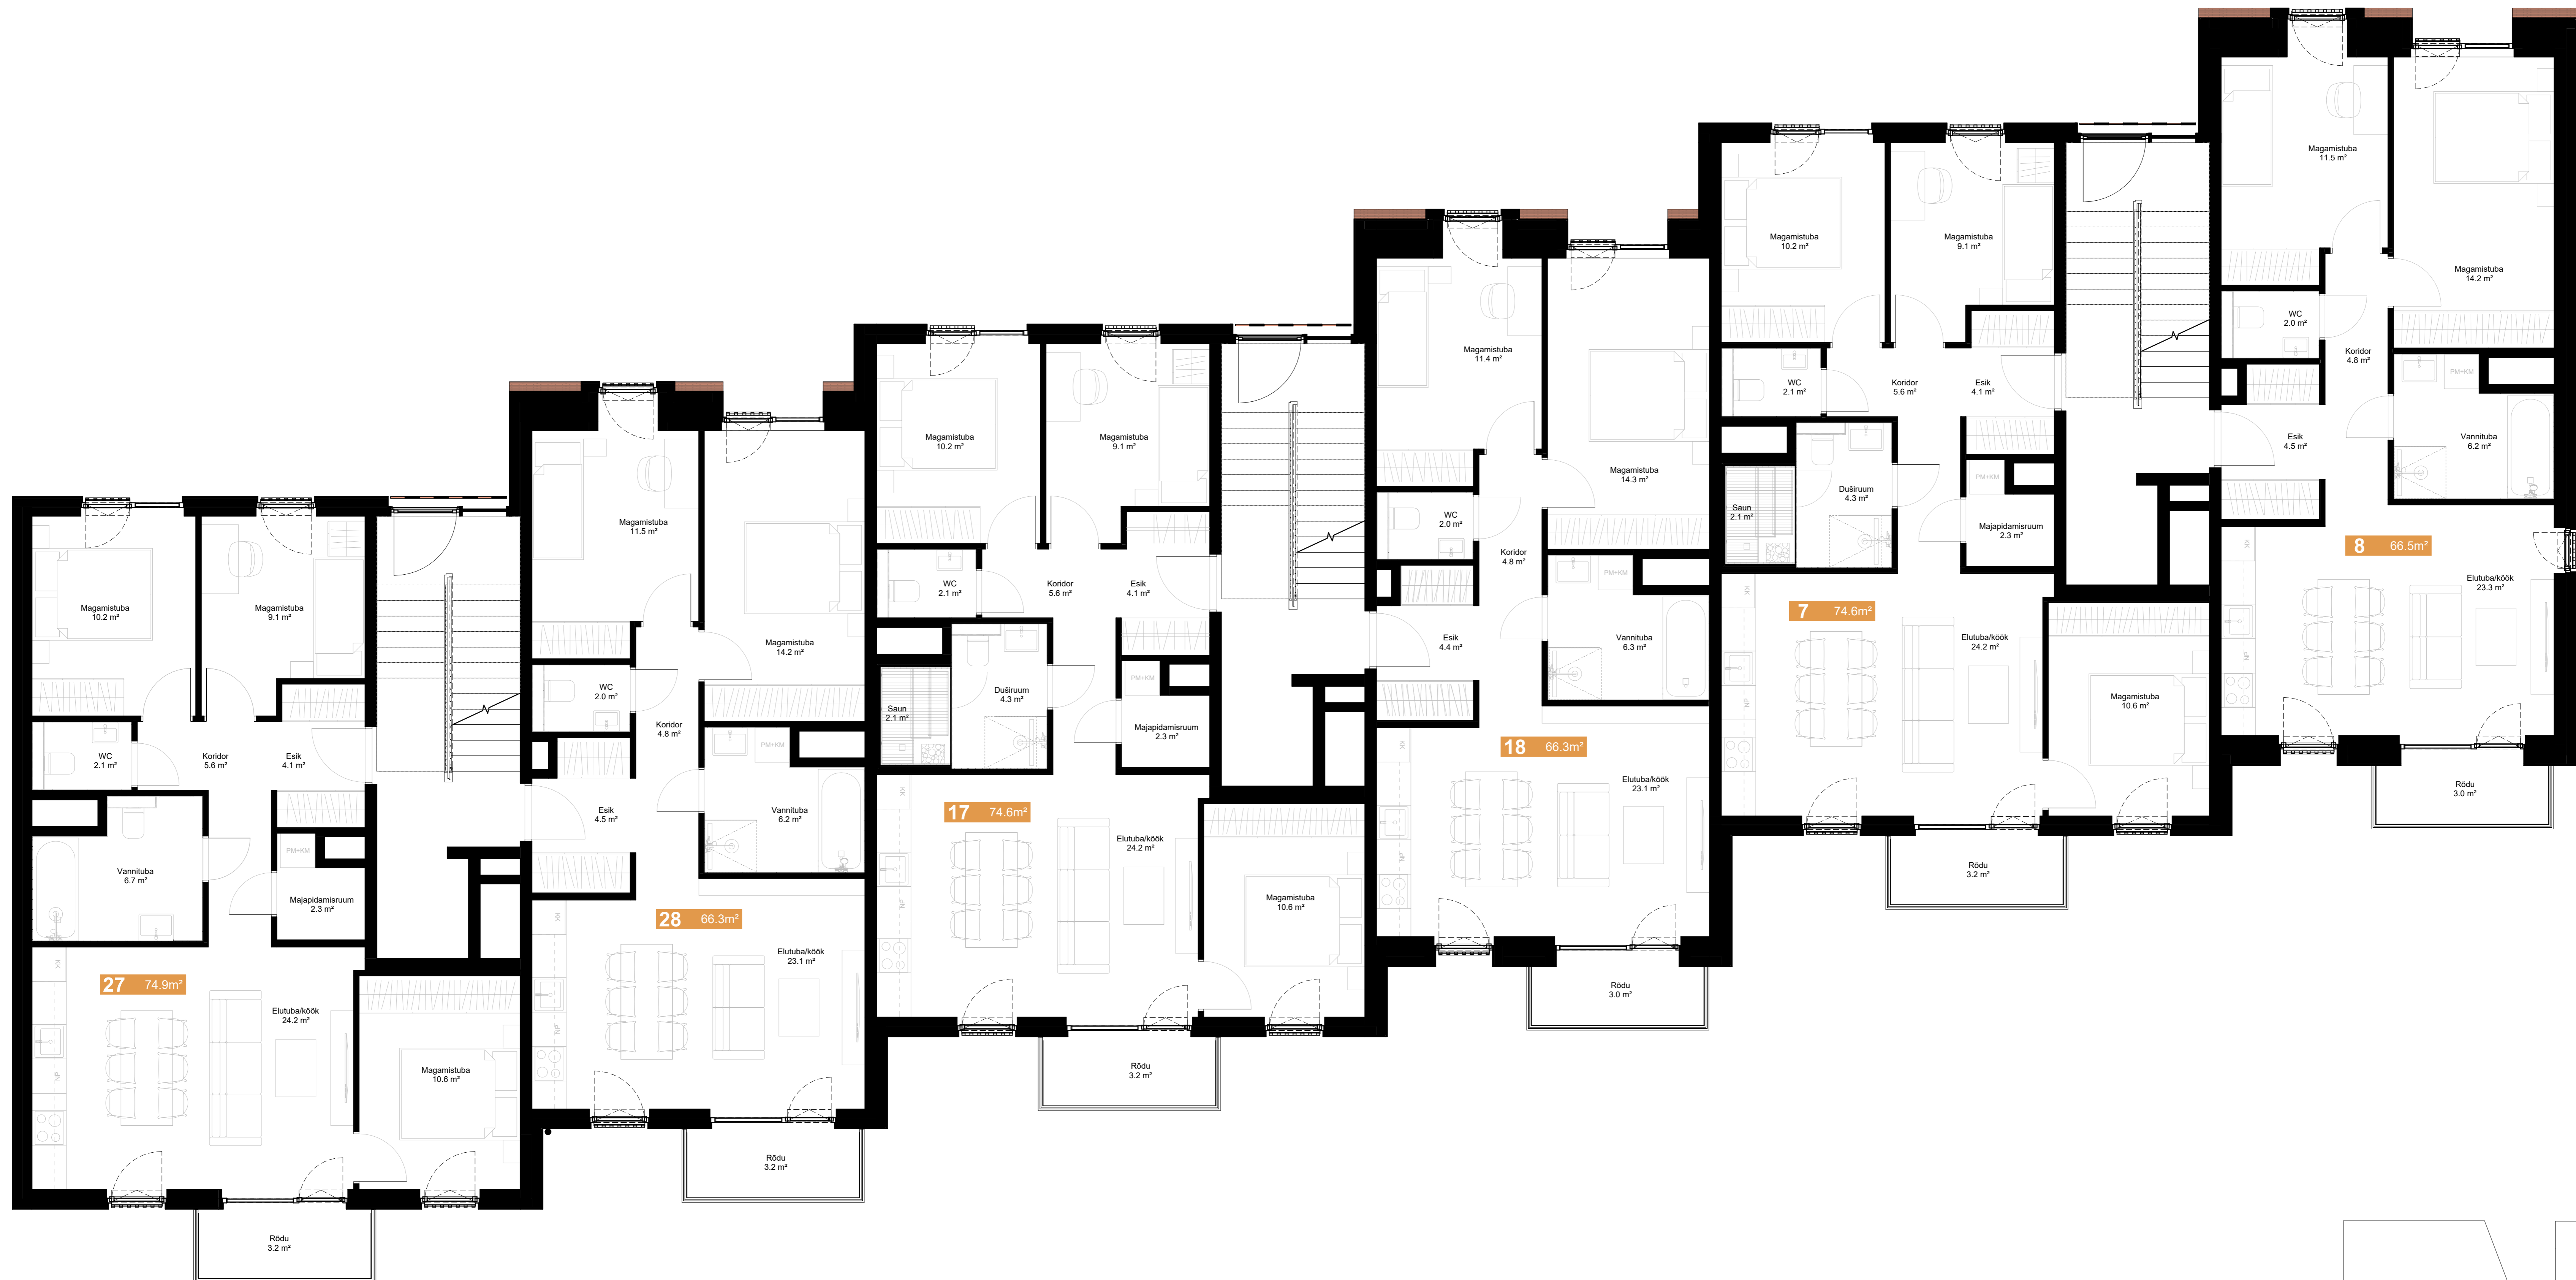 Magamistuba
10.2 m²
Magamistuba
9.1 m²
WC
2.1 m²
Koridor
5.6 m²
Esik
4.1 m²
Vannituba
6.7 m²
PM+KM
Majapidamisruum
2.3 m²
27 74.9m²
KK
NP
Elutuba/köök
24.2 m²
Magamistuba
10.6 m²
Rõdu
3.2 m²
Magamistuba
11.5 m²
Magamistuba
14.2 m²
WC
2.0 m²
Koridor
4.8 m²
PM+KM
Esik
4.5 m²
Vannituba
6.2 m²
28 66.3m²
KK
NP
Elutuba/köök
23.1 m²
Rõdu
3.2 m²
Magamistuba
10.2 m²
Magamistuba
9.1 m²
WC
2.1 m²
Koridor
5.6 m²
Esik
4.1 m²
Saun
2.1 m²
Duširuum
4.3 m²
PM+KM
Majapidamisruum
2.3 m²
17 74.6m²
KK
NP
Elutuba/köök
24.2 m²
Magamistuba
10.6 m²
Rõdu
3.2 m²
Magamistuba
11.4 m²
Magamistuba
14.3 m²
WC
2.0 m²
Koridor
4.8 m²
PM+KM
Esik
4.4 m²
Vannituba
6.3 m²
18 66.3m²
KK
NP
Elutuba/köök
23.1 m²
Rõdu
3.0 m²
Magamistuba
10.2 m²
Magamistuba
9.1 m²
WC
2.1 m²
Koridor
5.6 m²
Esik
4.1 m²
Saun
2.1 m²
Duširuum
4.3 m²
PM+KM
Majapidamisruum
2.3 m²
7 74.6m²
KK
NP
Elutuba/köök
24.2 m²
Magamistuba
10.6 m²
Rõdu
3.2 m²
Magamistuba
11.5 m²
Magamistuba
14.2 m²
WC
2.0 m²
Koridor
4.8 m²
PM+KM
Esik
4.5 m²
Vannituba
6.2 m²
8 66.5m²
KK
NP
Elutuba/köök
23.3 m²
Rõdu
3.0 m²